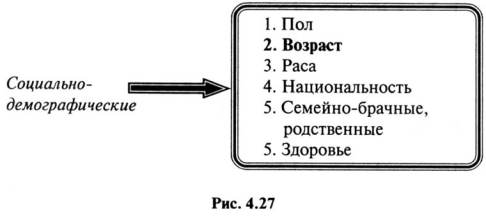 Социально-
демографические
1. Пол
2. Возраст
3. Раса
4. Национальность
5. Семейно-брачные,
родственные
5. Здоровье
Рис. 4.27